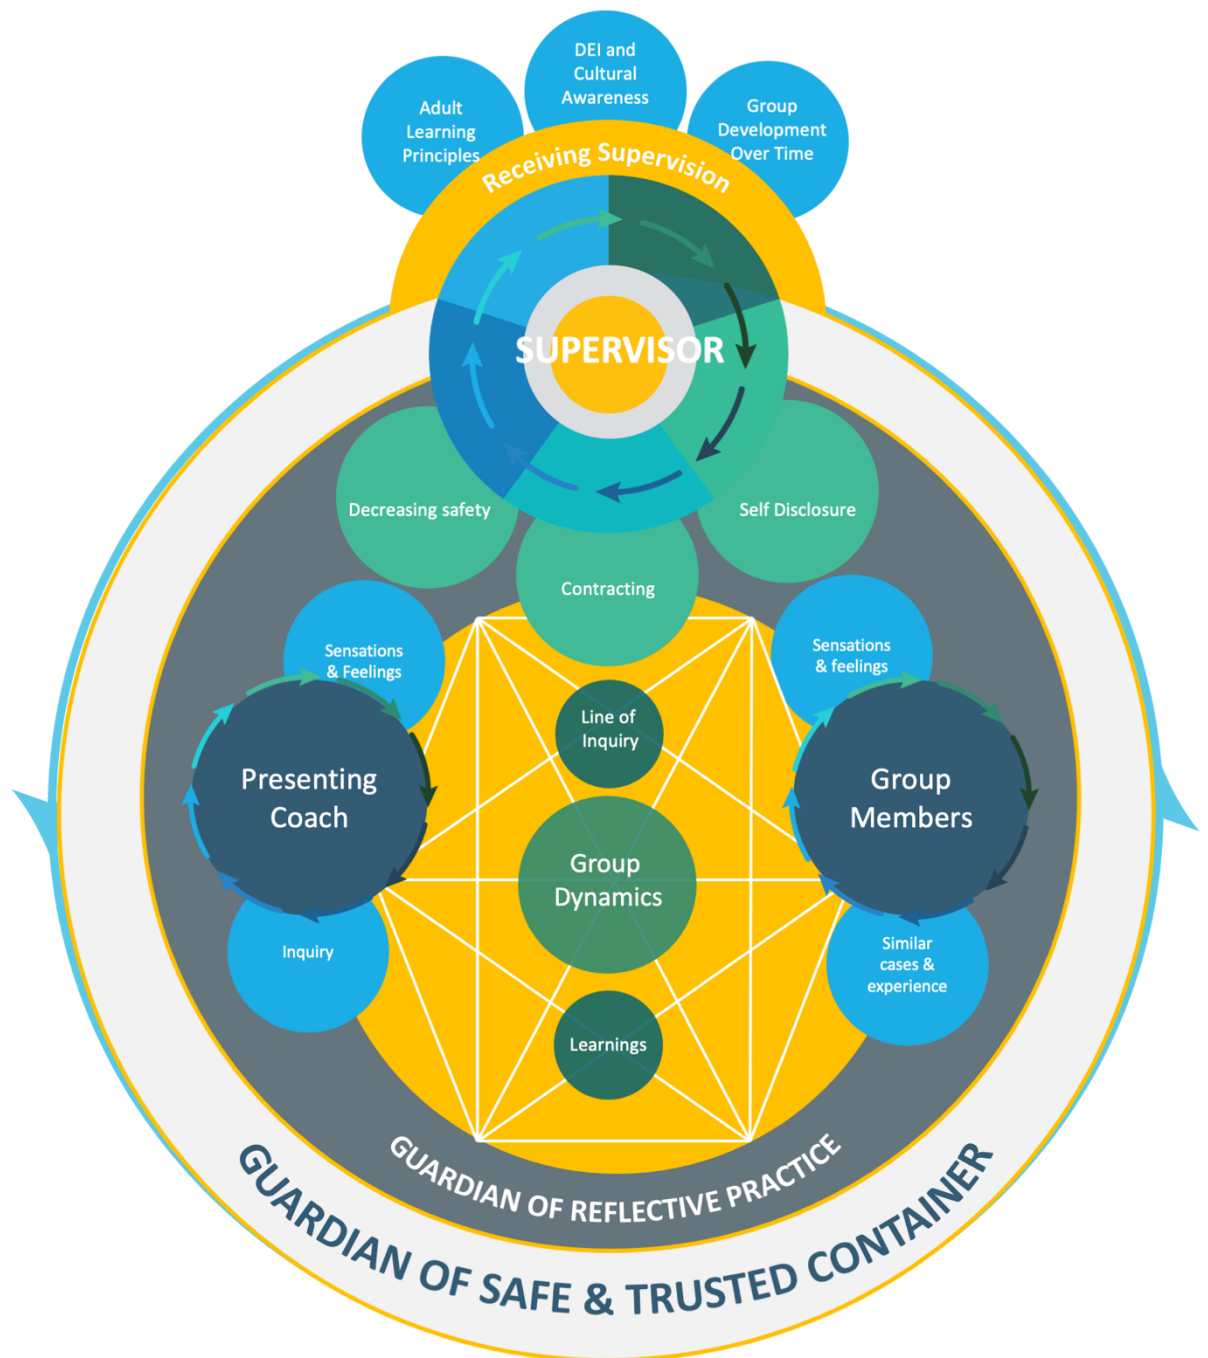 DEI and
Cultural
Awareness
Adult
Learning
Principles
Group
Development
Over Time
Receiving Supervision
SUPERVISOR
Decreasing safety
Self Disclosure
Contracting
Sensations
& Feelings
Sensations
& feelings
Line of
Inquiry
Presenting
Coach
Group
Members
Group
Dynamics
Inquiry
Similar
cases &
experience
Learnings
GUARDIAN OF REFLECTIVE PRACTICE
GUARDIAN OF SAFE & TRUSTED CONTAINER